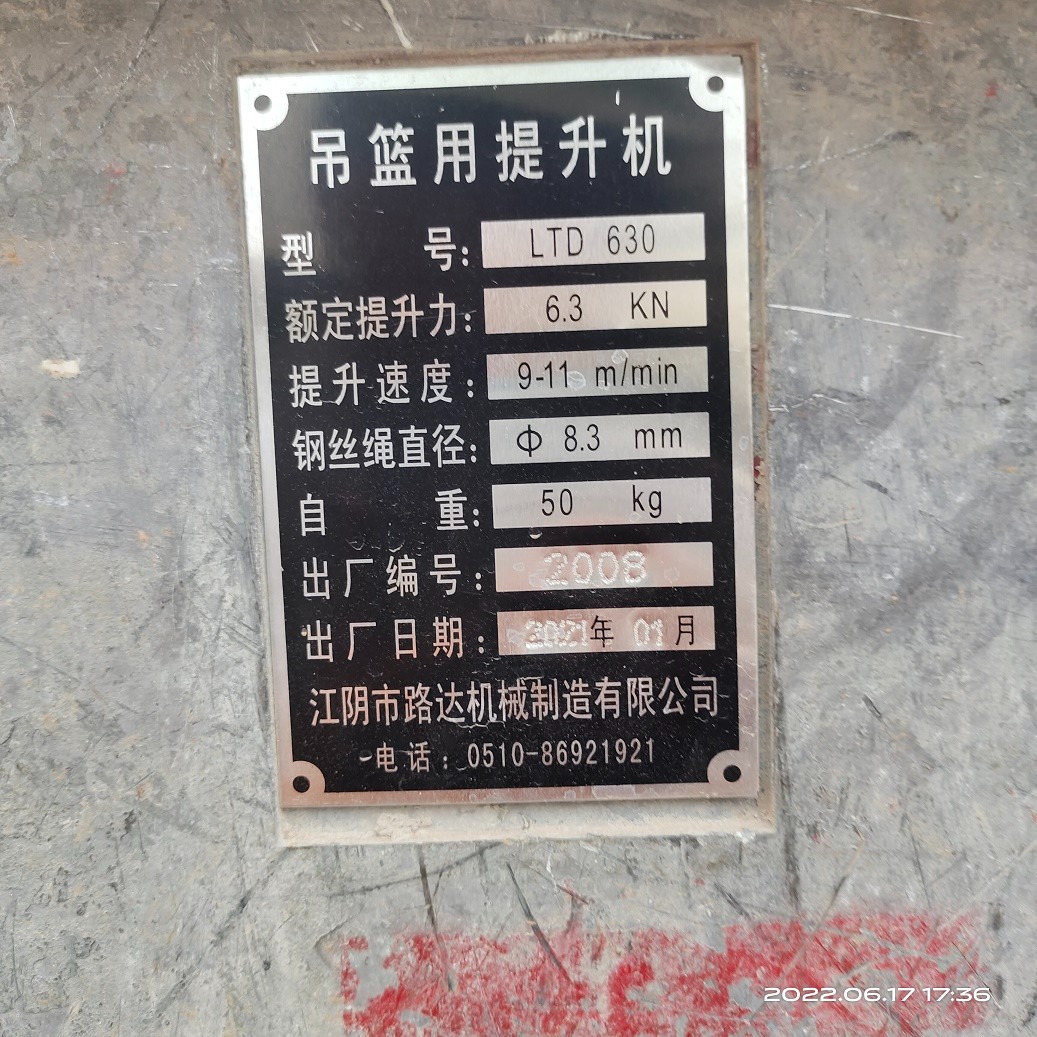 吊篮用提升机
型 号: LTD 630
额定提升力: 6.3 KN
提升速度: 9-11 m/min
钢丝绳直径: Φ 8.3 mm
自 重: 50 kg
出厂编号: 2008
出厂日期: 2021年 01月
江阴市路达机械制造有限公司
电话: 0510-86921921
2022.06.17 17:36